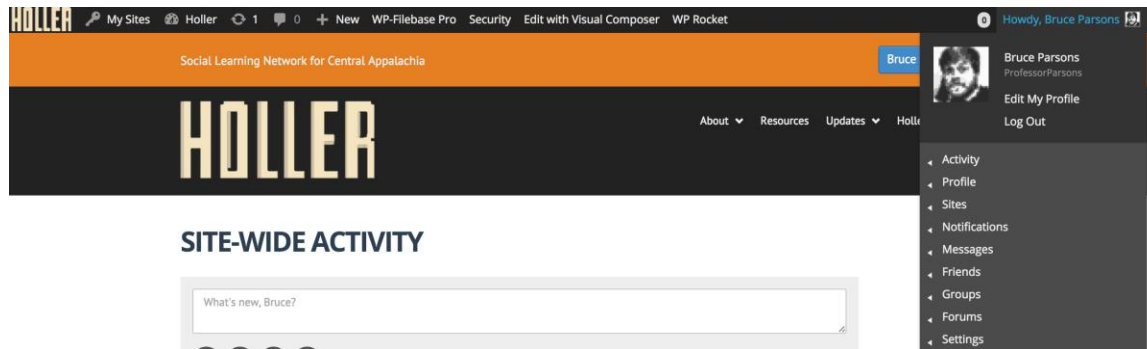 HOLLER My Sites Holler 1 0 + New WP-Filebase Pro Security Edit with Visual Composer WP Rocket 0 Howdy, Bruce Parsons
Social Learning Network for Central Appalachia Bruce
Bruce Parsons
ProfessorParsons
Edit My Profile
Log Out
HOLLER
About Resources Updates Holle
Activity
Profile
Sites
Notifications
Messages
Friends
Groups
Forums
Settings
SITE-WIDE ACTIVITY
What's new, Bruce?